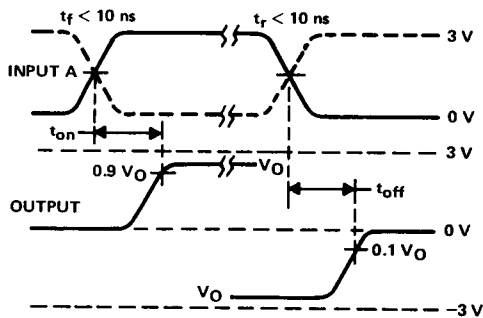 tf < 10 ns
tr < 10 ns
3 V
INPUT A
0 V
ton
3 V
0.9 VO
VO
toff
OUTPUT
0 V
0.1 VO
VO
−3 V